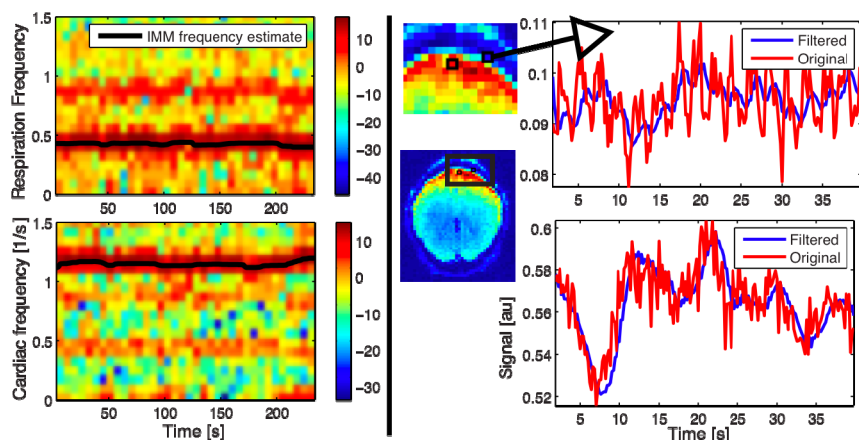 1.5
1
0.5
0
Respiration Frequency
IMM frequency estimate
50 100 150 200
10
0
−10
−20
−30
−40
1.5
1
0.5
0
Cardiac frequency [1/s]
50 100 150 200
Time [s]
10
0
−10
−20
−30
0.11
0.1
0.09
0.08
Filtered
Original
5 10 15 20 25 30 35
0.6
0.58
0.56
0.54
0.52
Signal [au]
Filtered
Original
5 10 15 20 25 30 35
Time [s]